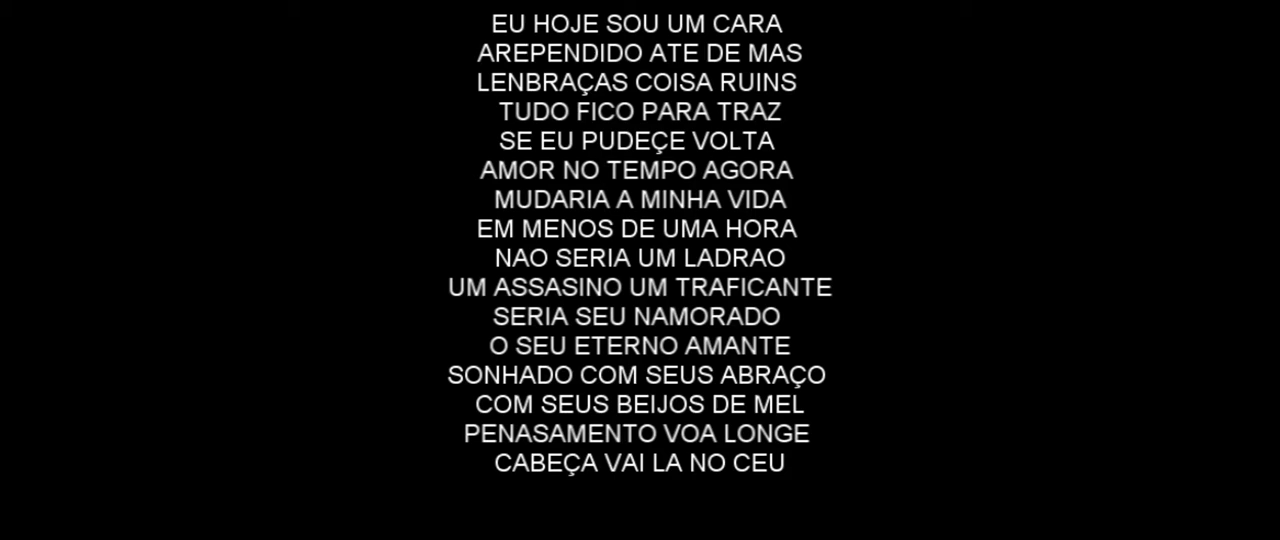 EU HOJE SOU UM CARA
AREPENDIDO ATE DE MAS
LENBRAÇAS COISA RUINS
TUDO FICO PARA TRAZ
SE EU PUDEÇE VOLTA
AMOR NO TEMPO AGORA
MUDARIA A MINHA VIDA
EM MENOS DE UMA HORA
NAO SERIA UM LADRAO
UM ASSASINO UM TRAFICANTE
SERIA SEU NAMORADO
O SEU ETERNO AMANTE
SONHADO COM SEUS ABRAÇO
COM SEUS BEIJOS DE MEL
PENASAMENTO VOA LONGE
CABEÇA VAI LA NO CEU